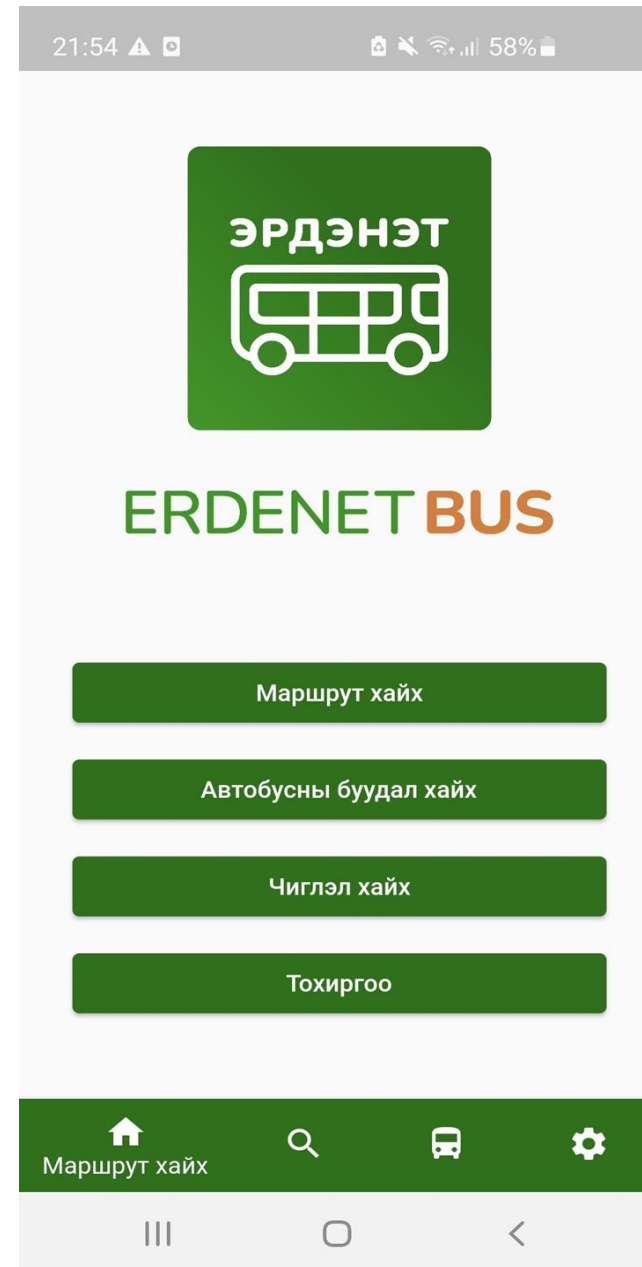 21:54
58%
ЭРДЭНЭТ
ERDENET BUS
Маршрут хайх
Автобусны буудал хайх
Чиглэл хайх
Тохиргоо
Маршрут хайх